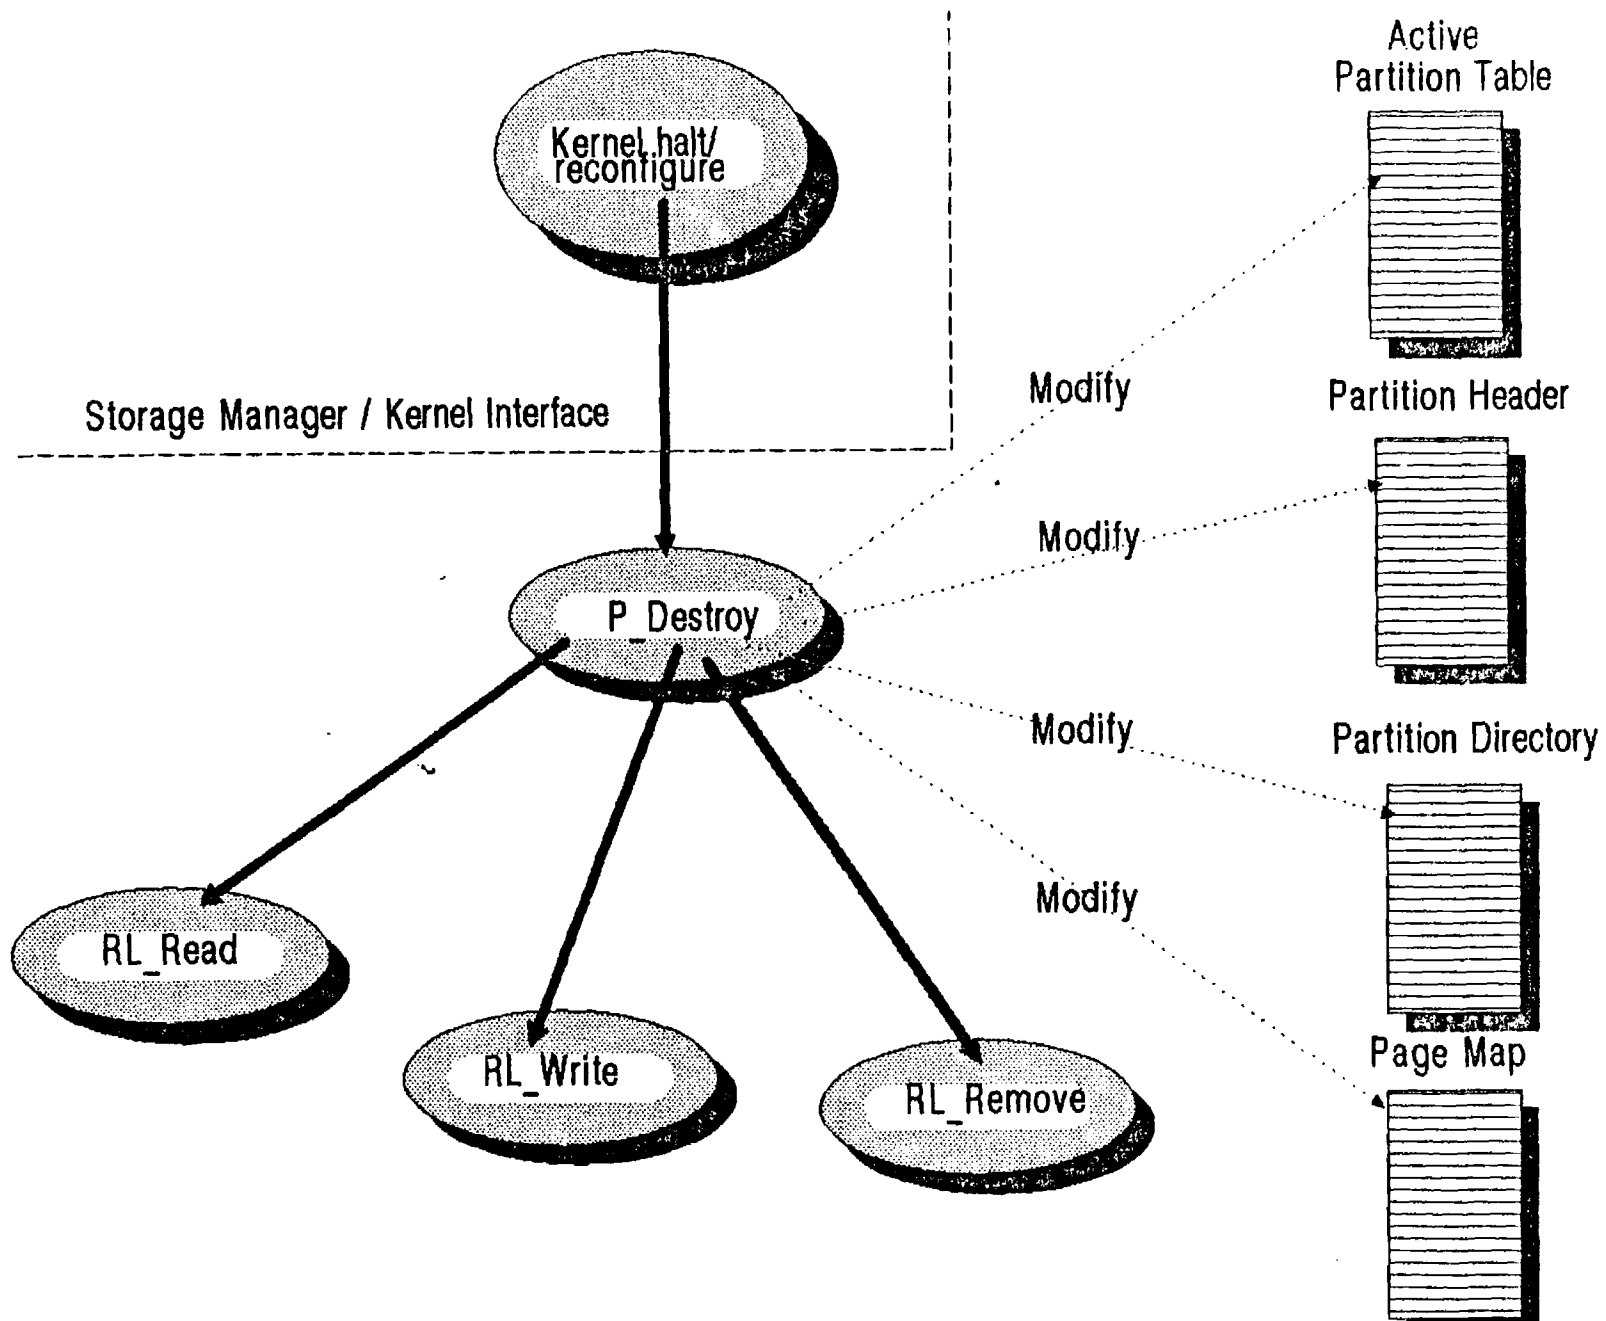 Active
Partition Table
Kernel halt/
reconfigure
Modify
Partition Header
Storage Manager / Kernel Interface
Modify
P_Destroy
Modify
Partition Directory
Modify
RL_Read
Page Map
RL_Write
RL_Remove